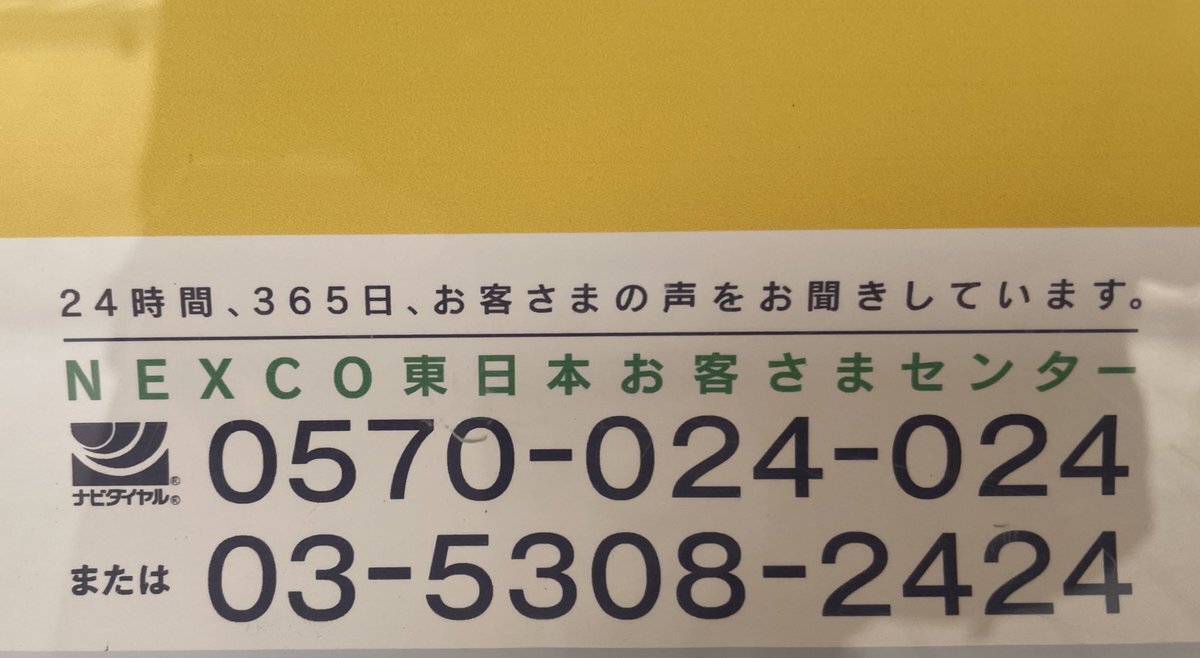 24時間、365日、お客さまの声をお聞きしています。
NEXCO東日本お客さまセンター
ナビダイヤル® 0570-024-024
または 03-5308-2424